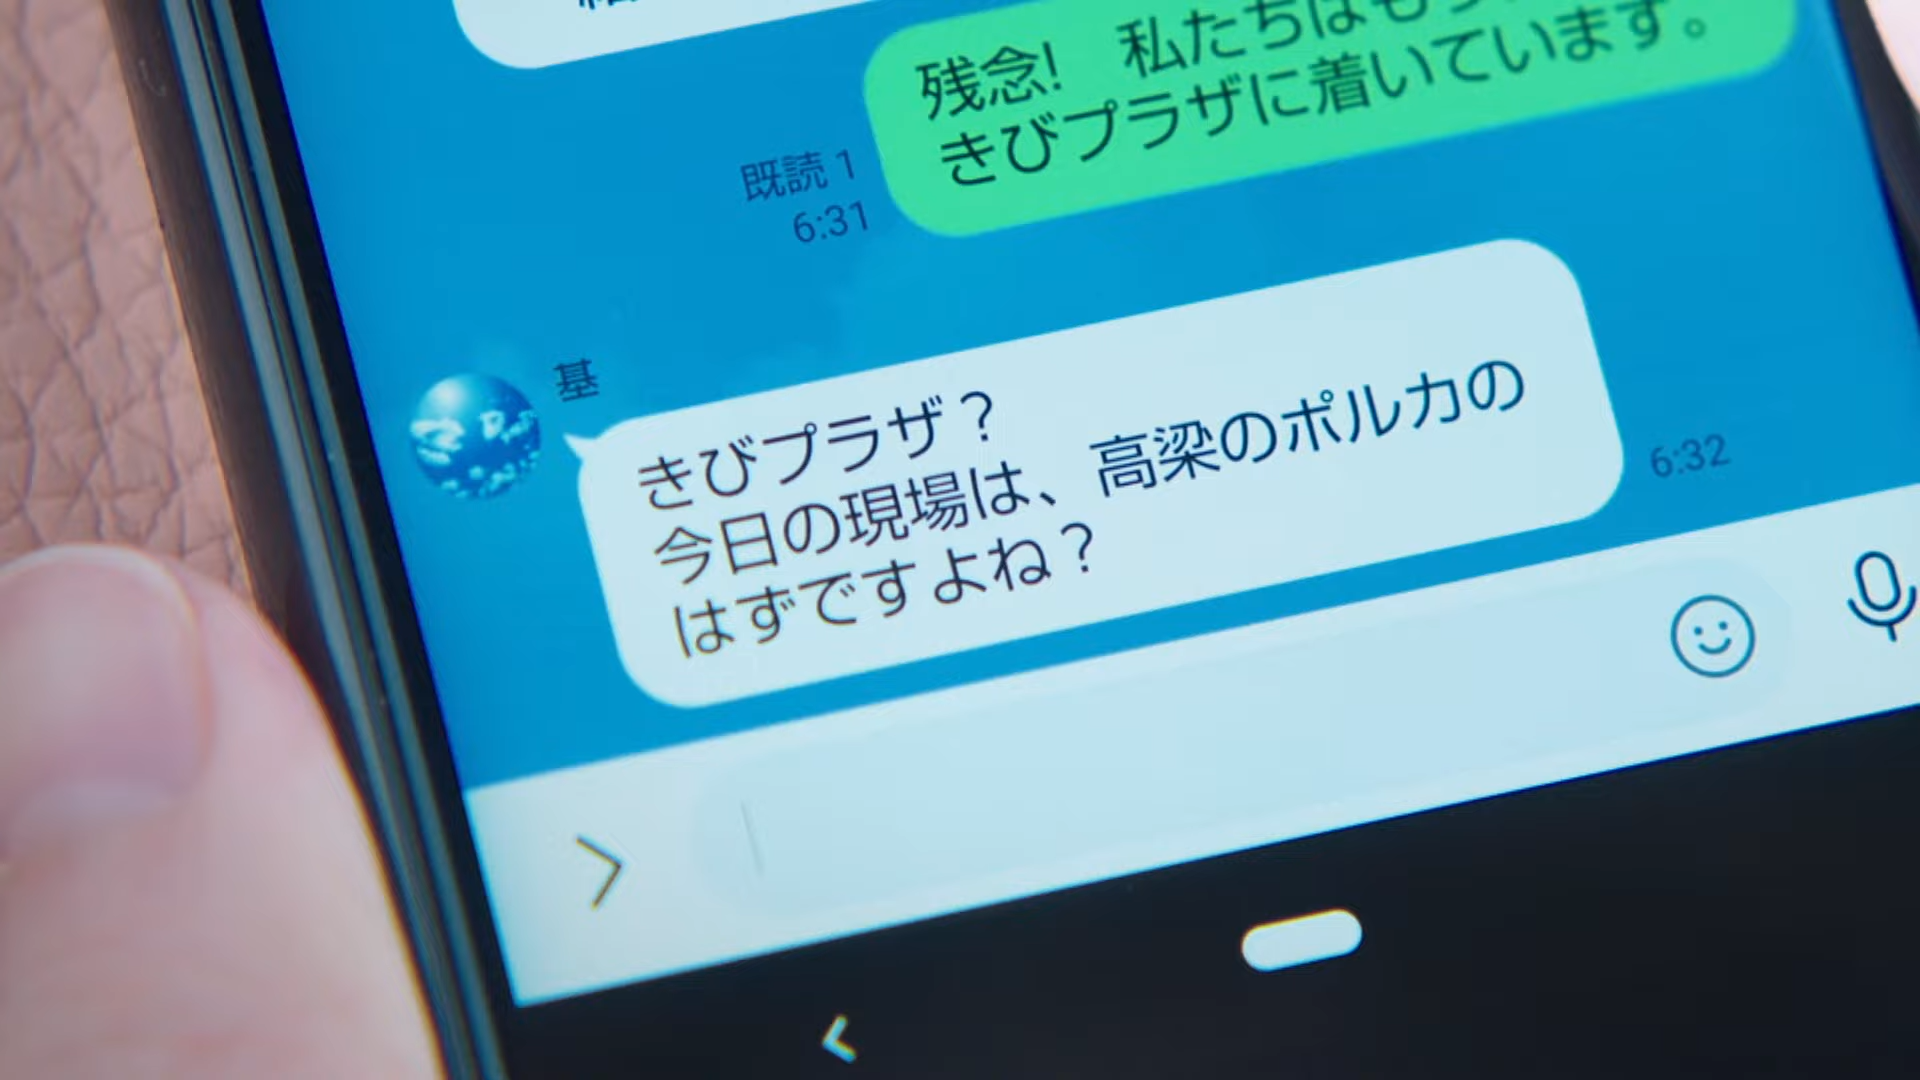 残念!　私たちはもう
きびプラザに着いています。
既読 1
6:31
基
きびプラザ？
今日の現場は、高梁のポルカの
はずですよね？
6:32